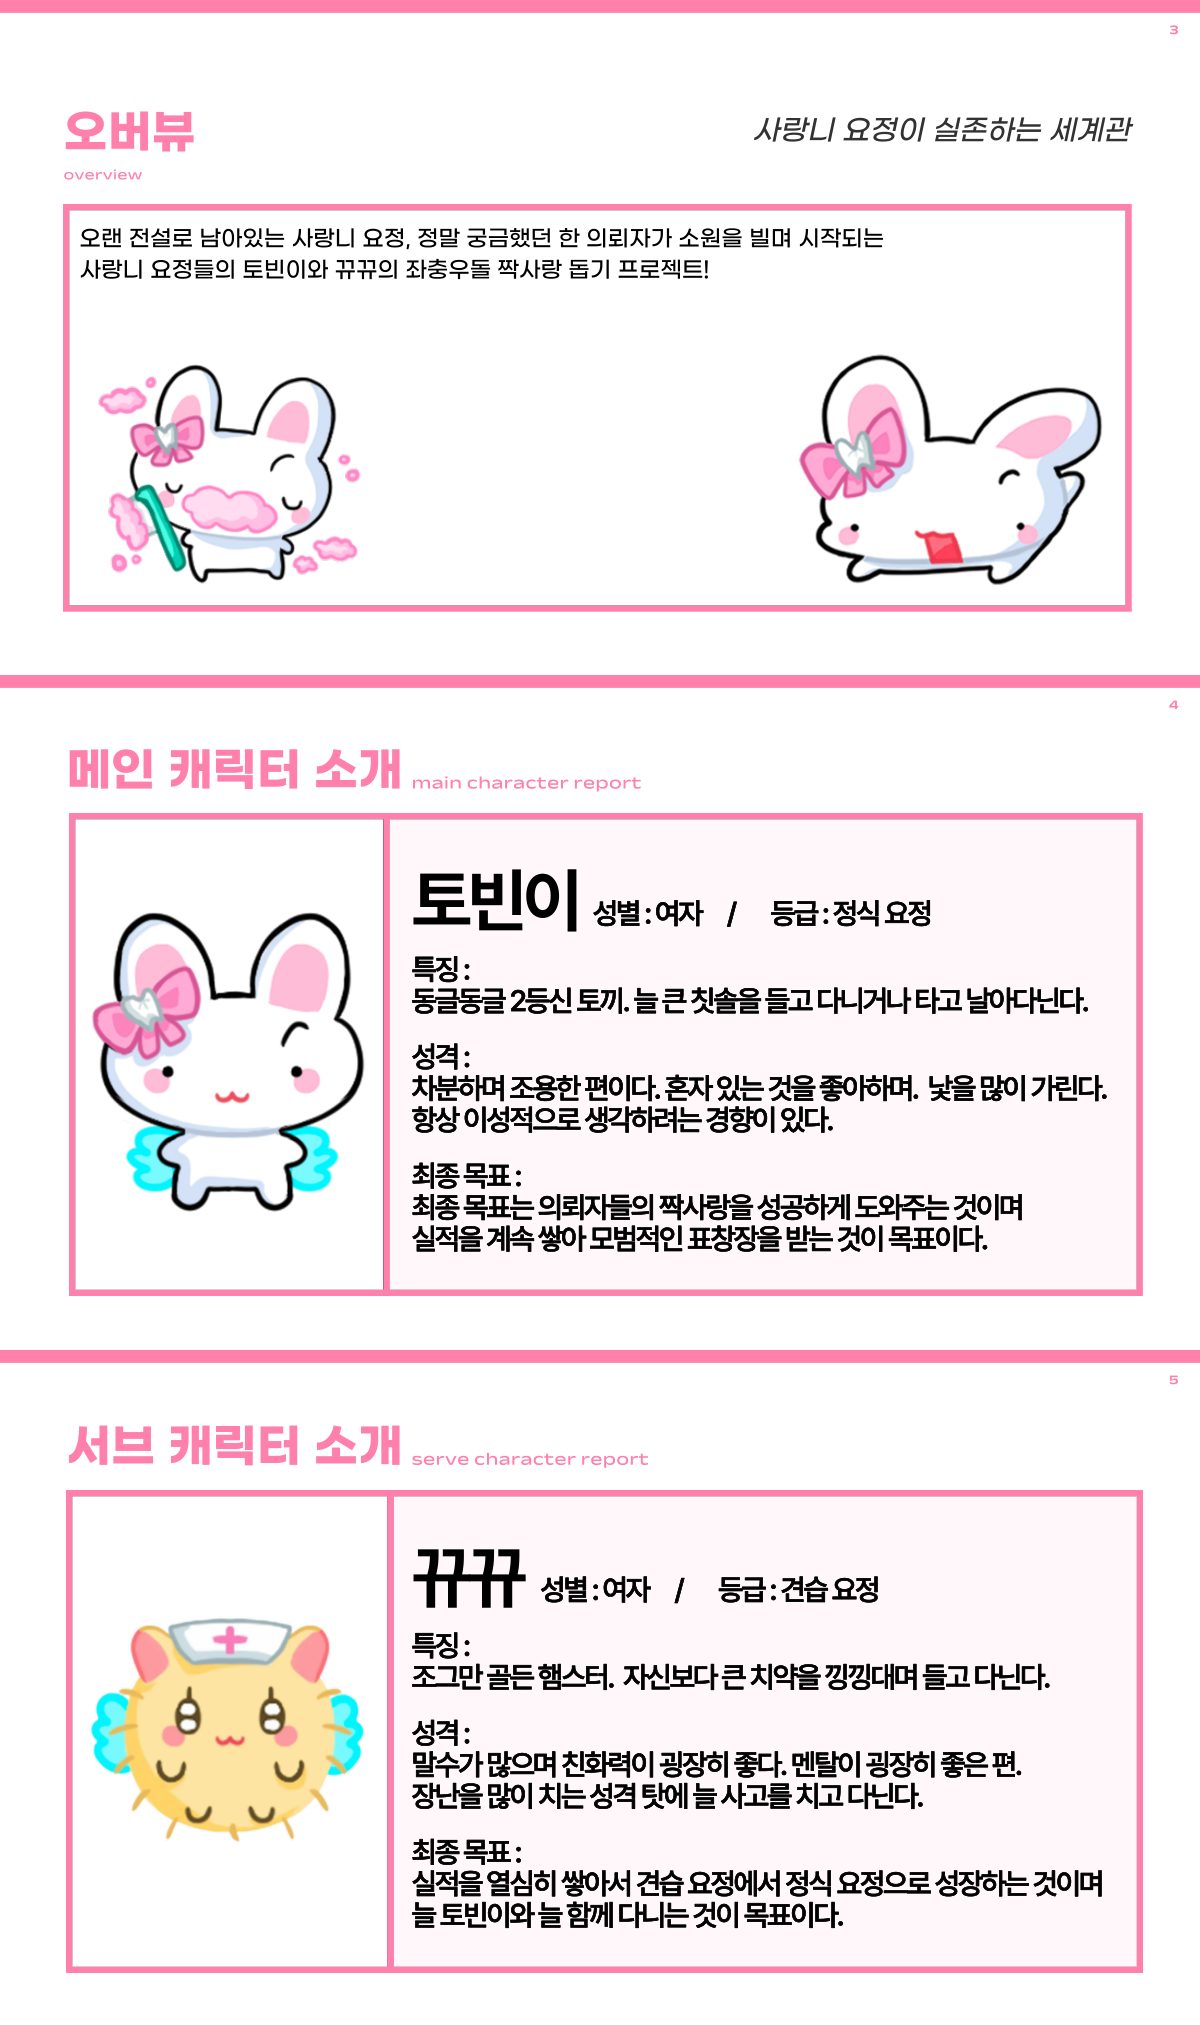 3
오버뷰
overview
사랑니 요정이 실존하는 세계관
오랜 전설로 남아있는 사랑니 요정, 정말 궁금했던 한 의뢰자가 소원을 빌며 시작되는
사랑니 요정들의 토빈이와 뀨뀨의 좌충우돌 짝사랑 돕기 프로젝트!
4
메인 캐릭터 소개 main character report
토빈이 성별 : 여자 / 등급 : 정식 요정
특징 :
동글동글 2등신 토끼. 늘 큰 칫솔을 들고 다니거나 타고 날아다닌다.
성격 :
차분하며 조용한 편이다. 혼자 있는 것을 좋아하며. 낯을 많이 가린다.
항상 이성적으로 생각하려는 경향이 있다.
최종 목표 :
최종 목표는 의뢰자들의 짝사랑을 성공하게 도와주는 것이며
실적을 계속 쌓아 모범적인 표창장을 받는 것이 목표이다.
5
서브 캐릭터 소개 serve character report
뀨뀨 성별 : 여자 / 등급 : 견습 요정
특징 :
조그만 골든 햄스터. 자신보다 큰 치약을 낑낑대며 들고 다닌다.
성격 :
말수가 많으며 친화력이 굉장히 좋다. 멘탈이 굉장히 좋은 편.
장난을 많이 치는 성격 탓에 늘 사고를 치고 다닌다.
최종 목표 :
실적을 열심히 쌓아서 견습 요정에서 정식 요정으로 성장하는 것이며
늘 토빈이와 늘 함께 다니는 것이 목표이다.